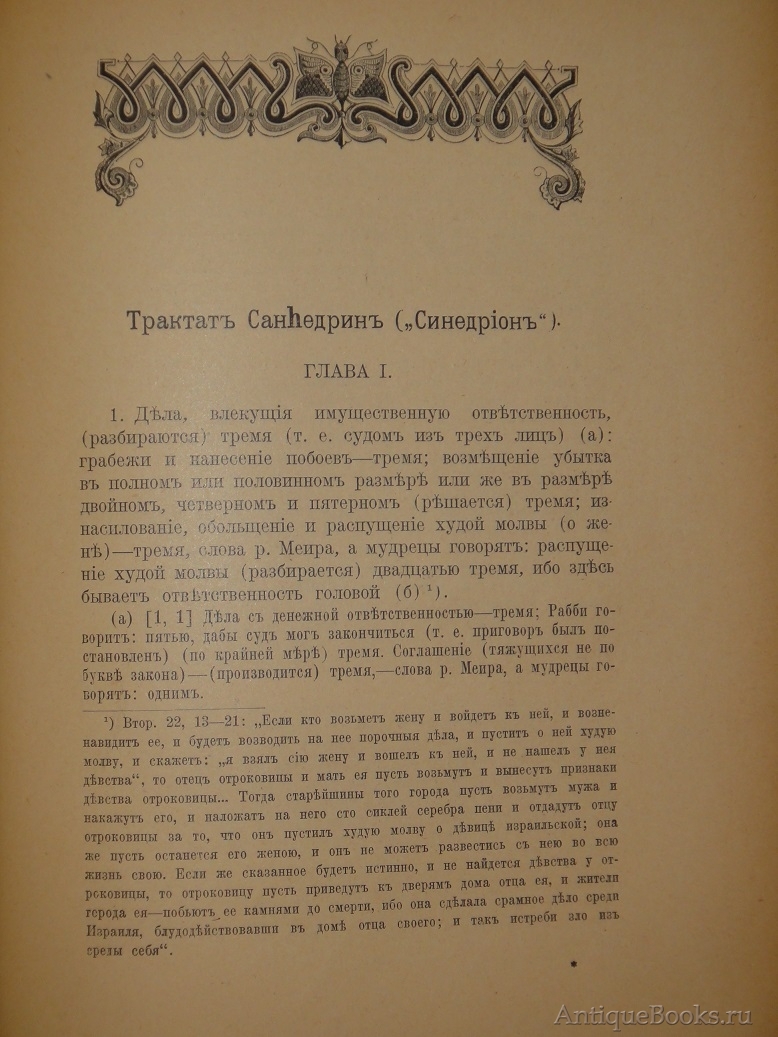 Трактатъ Санhедринъ („Синедріонъ“).
ГЛАВА I.
1. Дѣла, влекущія имущественную отвѣтственность,
(разбираются) тремя (т. е. судомъ изъ трехъ лицъ) (а):
грабежи и нанесеніе побоевъ—тремя; возмѣщеніе убытка
въ полномъ или половинномъ размѣрѣ или же въ размѣрѣ
двойномъ, четверномъ и пятерномъ (рѣшается) тремя; из-
насилованіе, обольщеніе и распущеніе худой молвы (о же-
нѣ)—тремя, слова р. Меира, а мудрецы говорятъ: распуще-
ніе худой молвы (разбирается) двадцатью тремя, ибо здѣсь
бываетъ отвѣтственность головой (б) ¹).
(а) [1, 1] Дѣла съ денежной отвѣтственностью—тремя; Рабби го-
воритъ: пятью, дабы судъ могъ закончиться (т. е. приговоръ былъ по-
становленъ) (по крайней мѣрѣ) тремя. Соглашеніе (тяжущихся не по
буквѣ закона)—(производится) тремя,—слова р. Меира, а мудрецы го-
ворятъ: однимъ.
¹) Втор. 22, 13—21: „Если кто возьметъ жену и войдетъ къ ней, и возне-
навидитъ ее, и будетъ возводить на нее порочныя дѣла, и пуститъ о ней худую
молву, и скажетъ: „я взялъ сію жену и вошелъ къ ней, и не нашелъ у нея
дѣвства“, то отецъ отроковицы и мать ея пусть возьмутъ и вынесутъ признаки
дѣвства отроковицы... Тогда старѣйшины того города пусть возьмутъ мужа и
накажутъ его, и наложатъ на него сто сиклей серебра пени и отдадутъ отцу
отроковицы за то, что онъ пустилъ худую молву о дѣвицѣ израильской; она
же пусть останется его женою, и онъ не можетъ развестись съ нею во всю
жизнь свою. Если же сказанное будетъ истинно, и не найдется дѣвства у от-
роковицы, то отроковицу пусть приведутъ къ дверямъ дома отца ея, и жители
города ея—побьютъ ее камнями до смерти, ибо она сдѣлала срамное дѣло среди
Израиля, блудодѣйствовавши въ домѣ отца своего; и такъ истреби зло изъ
среды себя“.
*
AntiqueBooks.ru